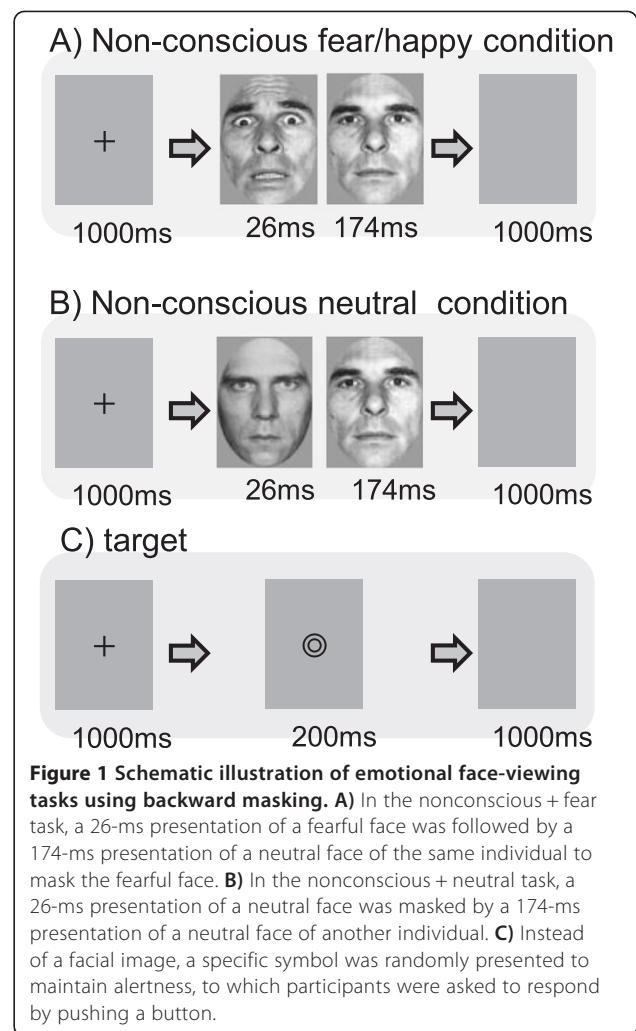 A) Non-conscious fear/happy condition
1000ms
26ms 174ms
1000ms
B) Non-conscious neutral condition
1000ms
26ms 174ms
1000ms
C) target
1000ms
200ms
1000ms
Figure 1 Schematic illustration of emotional face-viewing
tasks using backward masking. A) In the nonconscious + fear
task, a 26-ms presentation of a fearful face was followed by a
174-ms presentation of a neutral face of the same individual to
mask the fearful face. B) In the nonconscious + neutral task, a
26-ms presentation of a neutral face was masked by a 174-ms
presentation of a neutral face of another individual. C) Instead
of a facial image, a specific symbol was randomly presented to
maintain alertness, to which participants were asked to respond
by pushing a button.